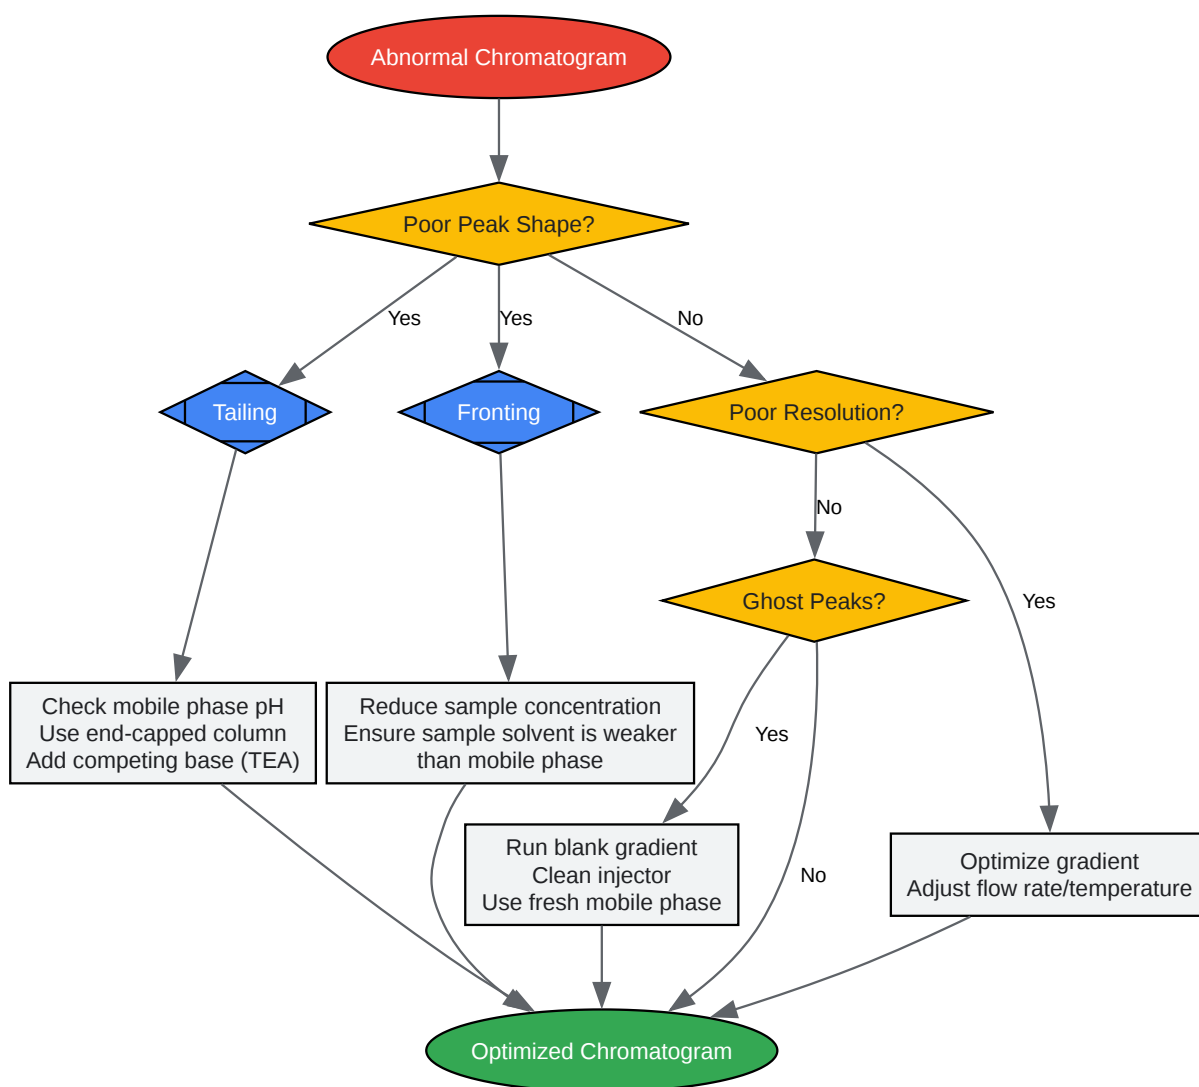 Abnormal Chromatogram
Poor Peak Shape?
Yes
Yes
No
Tailing
Fronting
Poor Resolution?
No
Ghost Peaks?
Yes
Check mobile phase pH
Use end-capped column
Add competing base (TEA)
Reduce sample concentration
Ensure sample solvent is weaker
than mobile phase
Yes
Run blank gradient
Clean injector
Use fresh mobile phase
No
Optimize gradient
Adjust flow rate/temperature
Optimized Chromatogram